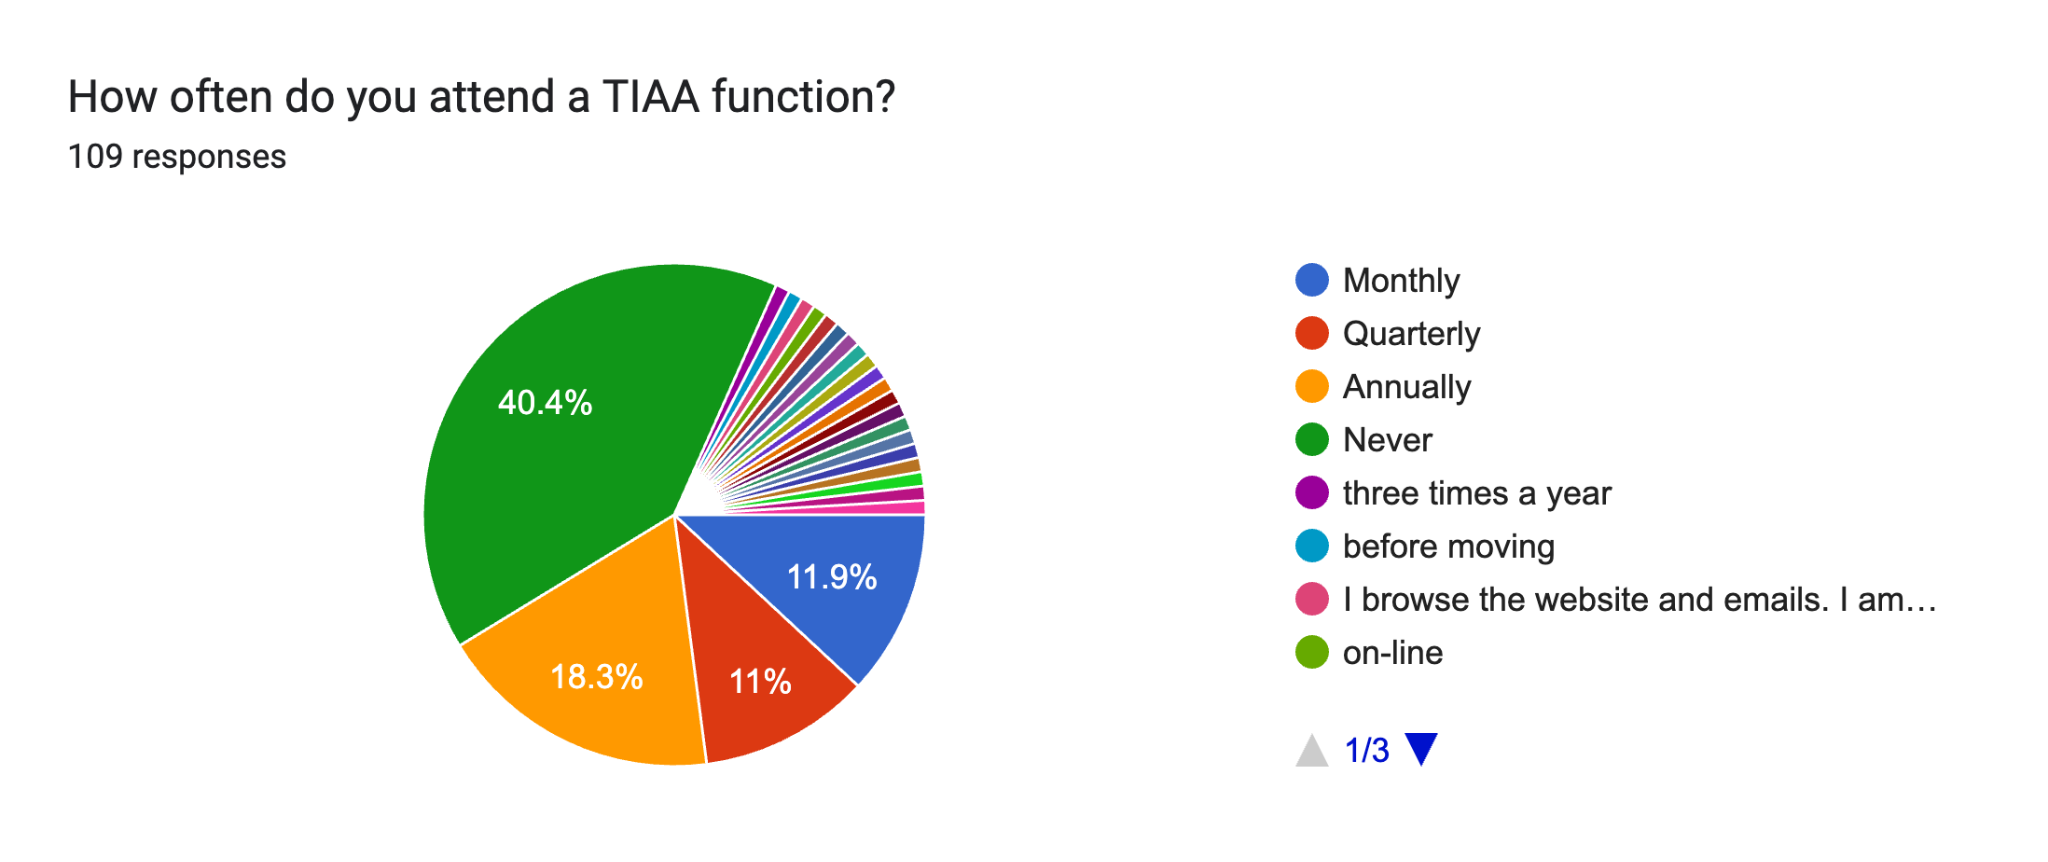 How often do you attend a TIAA function?
109 responses
40.4%
11.9%
18.3%
11%
Monthly
Quarterly
Annually
Never
three times a year
before moving
I browse the website and emails. I am…
on-line
1/3